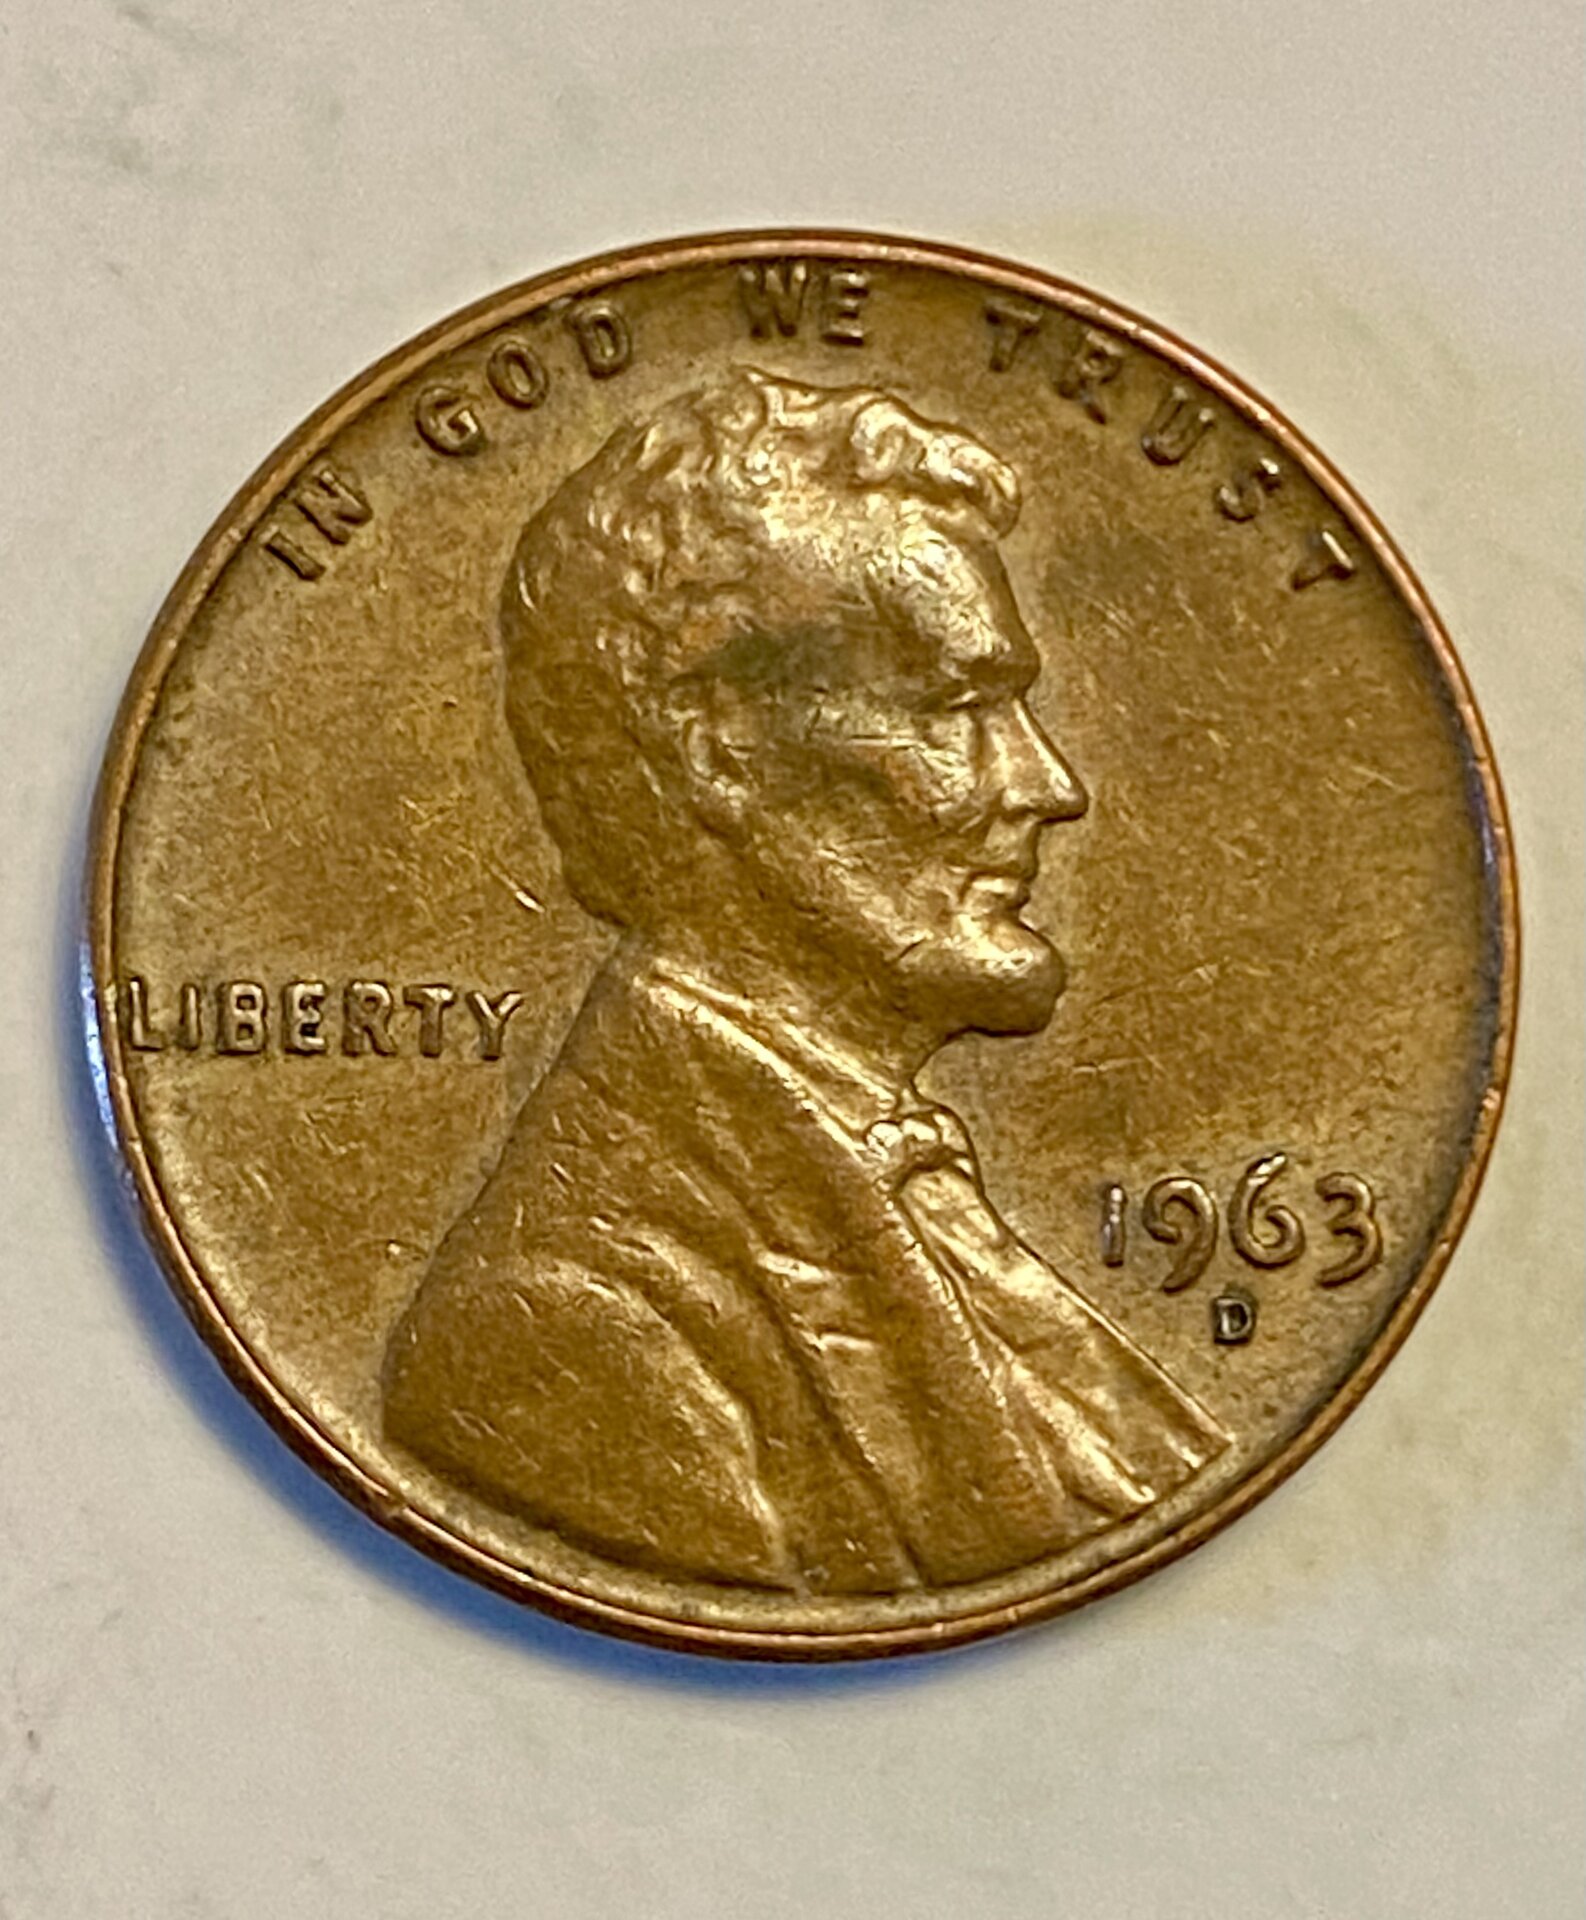 IN GOD WE TRUST
LIBERTY
1963
D